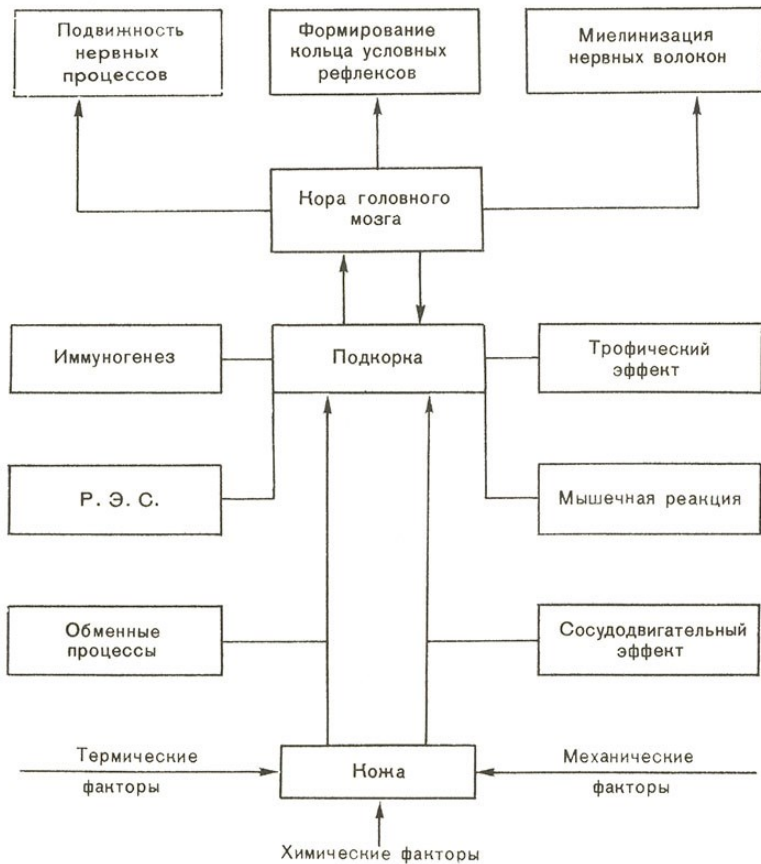 Подвижность
нервных
процессов
Формирование
кольца условных
рефлексов
Миелинизация
нервных волокон
Кора головного
мозга
Иммуногенез
Подкорка
Трофический
эффект
Р. Э. С.
Мышечная реакция
Обменные
процессы
Сосудодвигательный
эффект
Термические
факторы
Кожа
Механические
факторы
Химические факторы